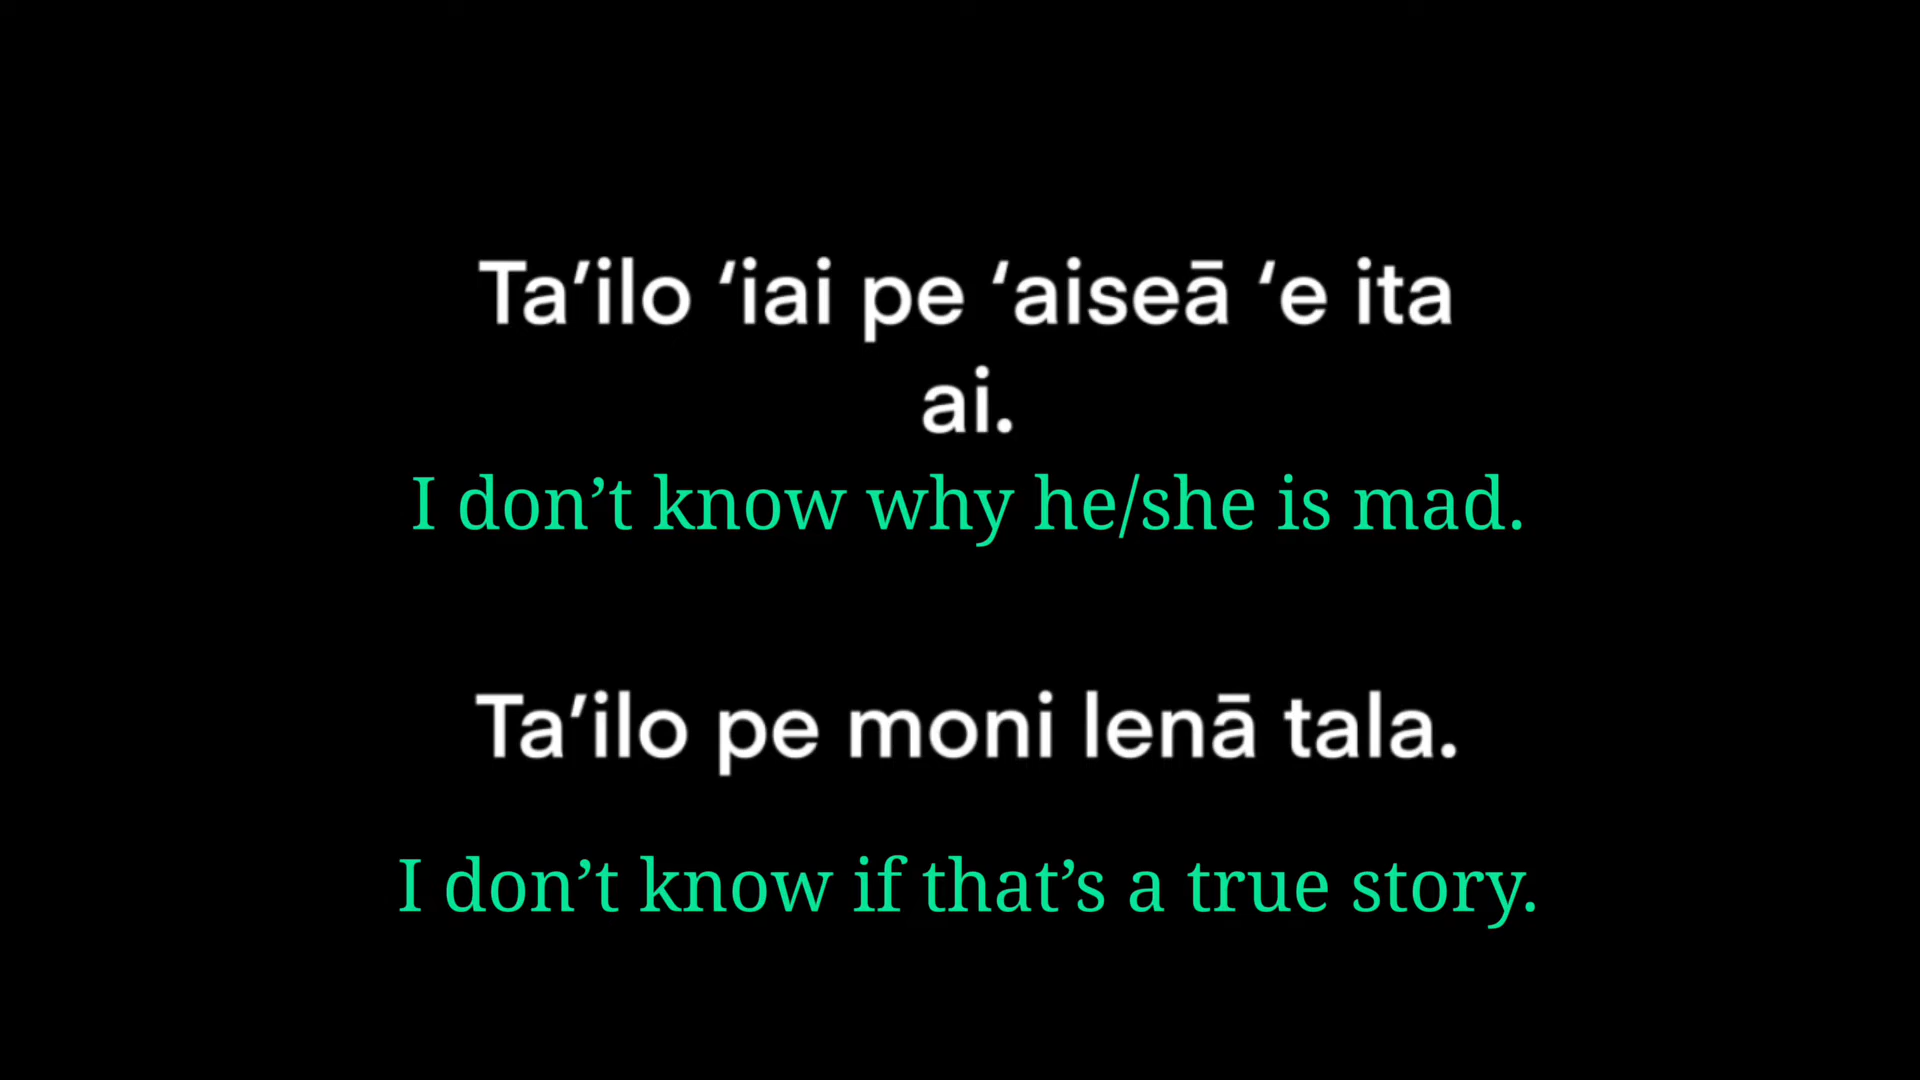 Ta’ilo ‘iai pe ‘aiseā ‘e ita
ai.
I don’t know why he/she is mad.
Ta’ilo pe moni lenā tala.
I don’t know if that’s a true story.